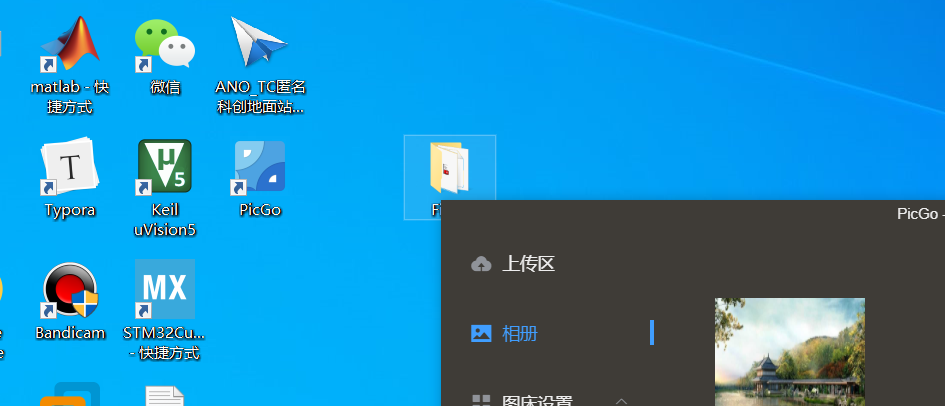 matlab - 快
捷方式
微信
ANO_TC匿名
科创地面站...
T
Typora
μ
V5
Keil
uVision5
PicGo
Bandicam
MX
STM32Cu...
- 快捷方式
PicGo -
上传区
相册
图床设置